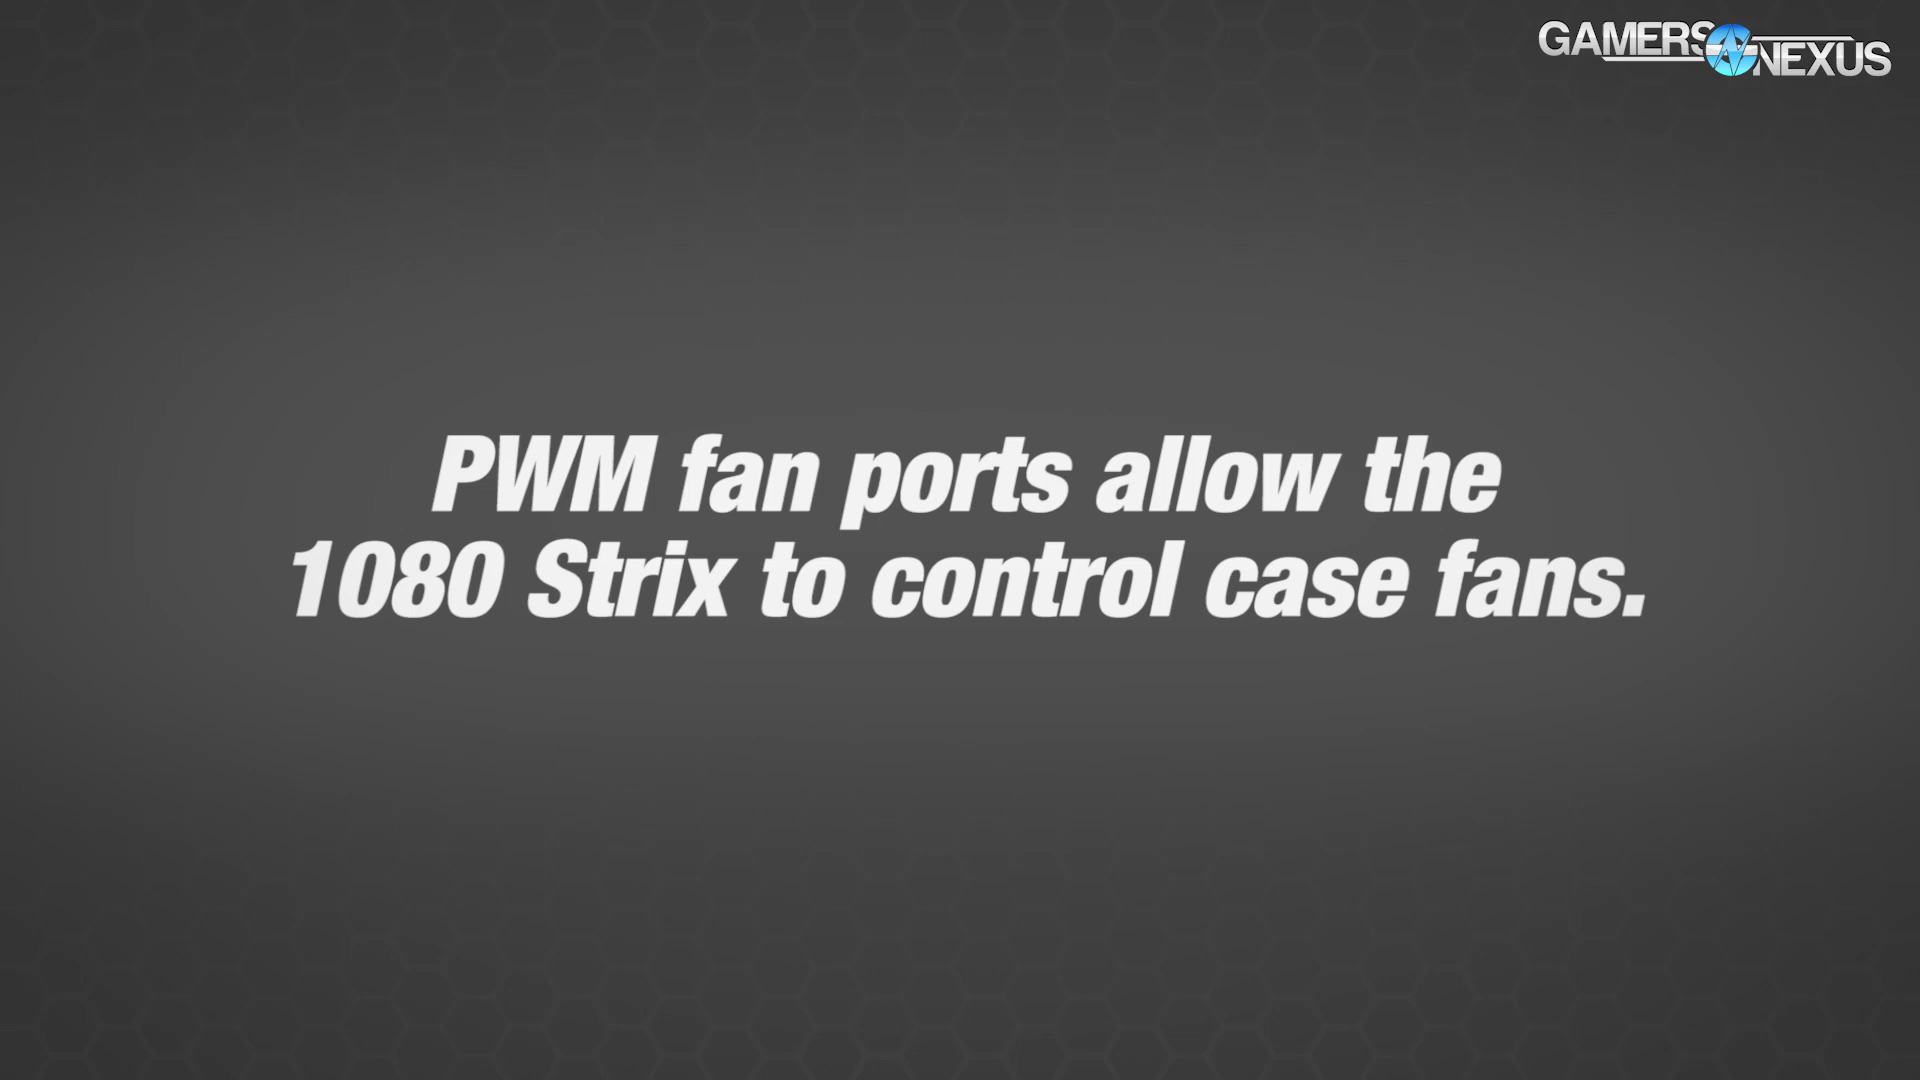 GAMERS NEXUS
PWM fan ports allow the
1080 Strix to control case fans.